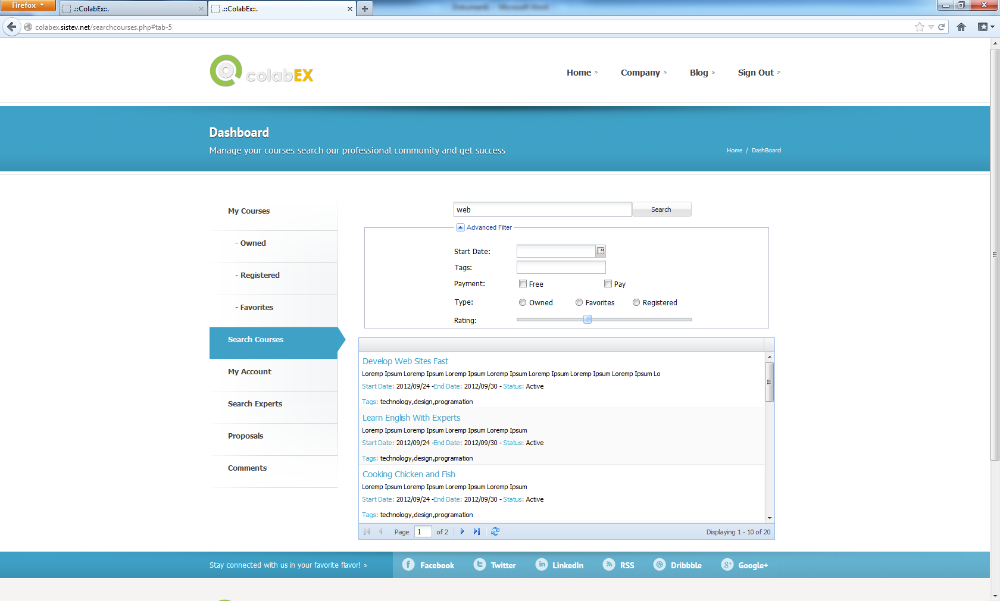 Firefox
.::ColabEx::.
.::ColabEx::.
Document1 - Microsoft Word
colabex.sistev.net/searchcourses.php#tab-5
colabEX
Home »
Company »
Blog »
Sign Out »
Dashboard
Manage your courses search our professional community and get success
Home / DashBoard
My Courses
- Owned
- Registered
- Favorites
Search Courses
My Account
Search Experts
Proposals
Comments
web
Search
Advanced Filter
Start Date:
Tags:
Payment: Free Pay
Type: Owned Favorites Registered
Rating:
Develop Web Sites Fast
Loremp Ipsum Loremp Ipsum Loremp Ipsum Loremp Ipsum Loremp Ipsum Loremp Ipsum Loremp Ipsum Lo
Start Date: 2012/09/24 -End Date: 2012/09/30 - Status: Active
Tags: technology,design,programation
Learn English With Experts
Loremp Ipsum Loremp Ipsum Loremp Ipsum Loremp Ipsum
Start Date: 2012/09/24 -End Date: 2012/09/30 - Status: Active
Tags: technology,design,programation
Cooking Chicken and Fish
Loremp Ipsum Loremp Ipsum Loremp Ipsum Loremp Ipsum
Start Date: 2012/09/24 -End Date: 2012/09/30 - Status: Active
Tags: technology,design,programation
Page 1 of 2
Displaying 1 - 10 of 20
Stay connected with us in your favorite flavor! »
Facebook
Twitter
LinkedIn
RSS
Dribbble
Google+